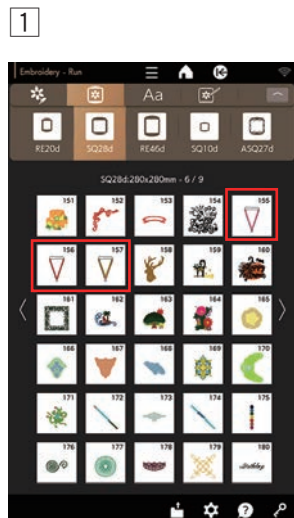 1
Embroidery - Run
Aa
RE20d SQ28d RE46d SQ10d ASQ27d
SQ28d:280x280mm - 6 / 9
151 152 153 154 155
156 157 158 159 160
161 162 163 164 165
166 167 168 169 170
171 172 173 174 175
176 177 178 179 180
Birthday